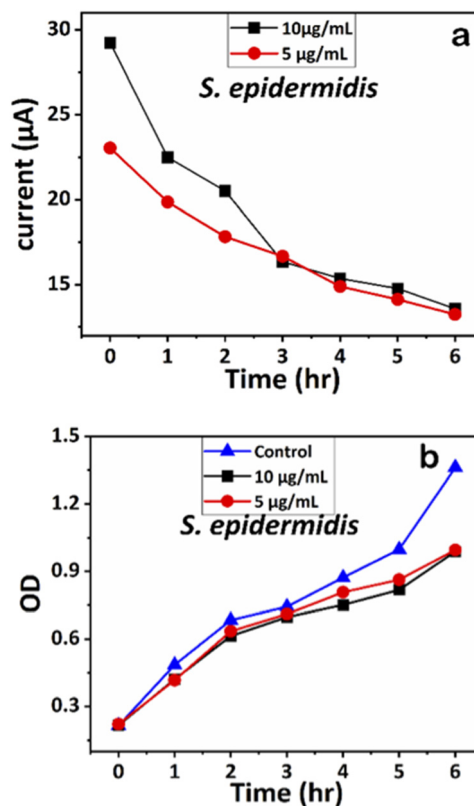 10μg/mL
5 μg/mL
a
S. epidermidis
current (μA)
30
25
20
15
0 1 2 3 4 5 6
Time (hr)
Control
10 μg/mL
5 μg/mL
b
S. epidermidis
OD
1.5
1.2
0.9
0.6
0.3
0 1 2 3 4 5 6
Time (hr)